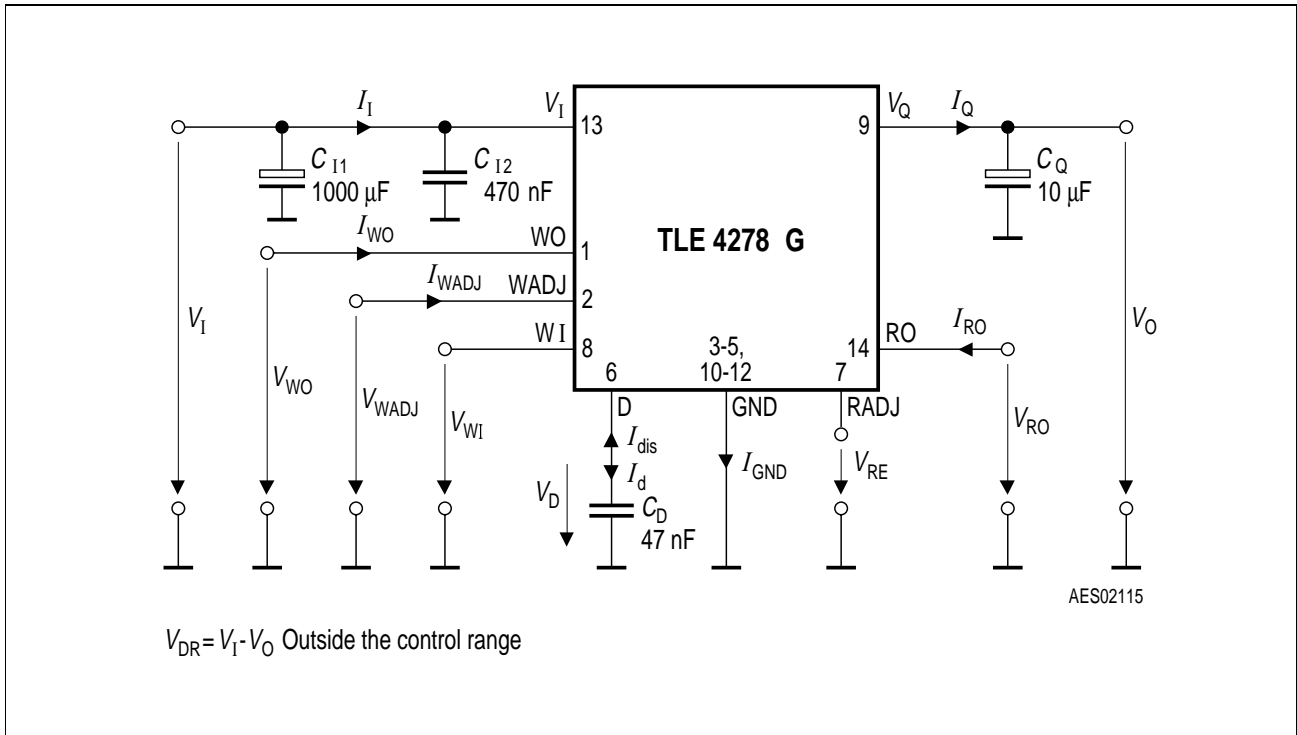 I_I
V_I
13
V_Q
9
I_Q
C_I1
1000 µF
C_I2
470 nF
C_Q
10 µF
TLE 4278 G
I_WO
WO
1
I_WADJ
WADJ
2
WI
8
3-5,
10-12
6
7
14
RO
I_RO
V_I
V_WO
V_WADJ
V_WI
D
GND
RADJ
I_dis
I_d
V_D
C_D
47 nF
I_GND
V_RE
V_RO
V_O
AES02115
V_DR = V_I - V_O Outside the control range